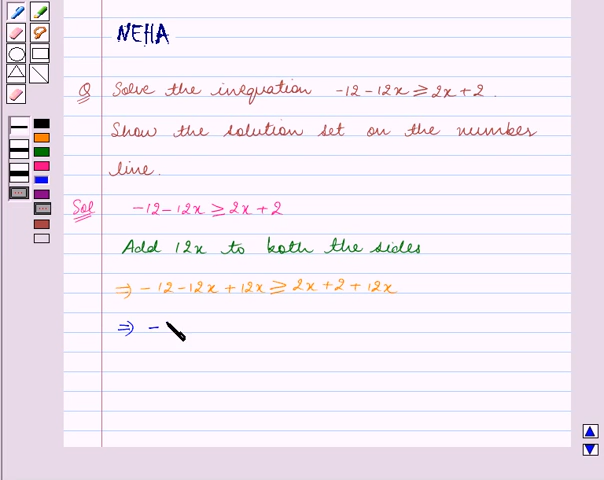 NEHA
Q Solve the inequation -12-12x ≥ 2x+2.
Show the solution set on the number
line.
Sol -12-12x ≥ 2x+2
Add 12x to both the sides
⇒ -12-12x+12x ≥ 2x+2+12x
⇒ -